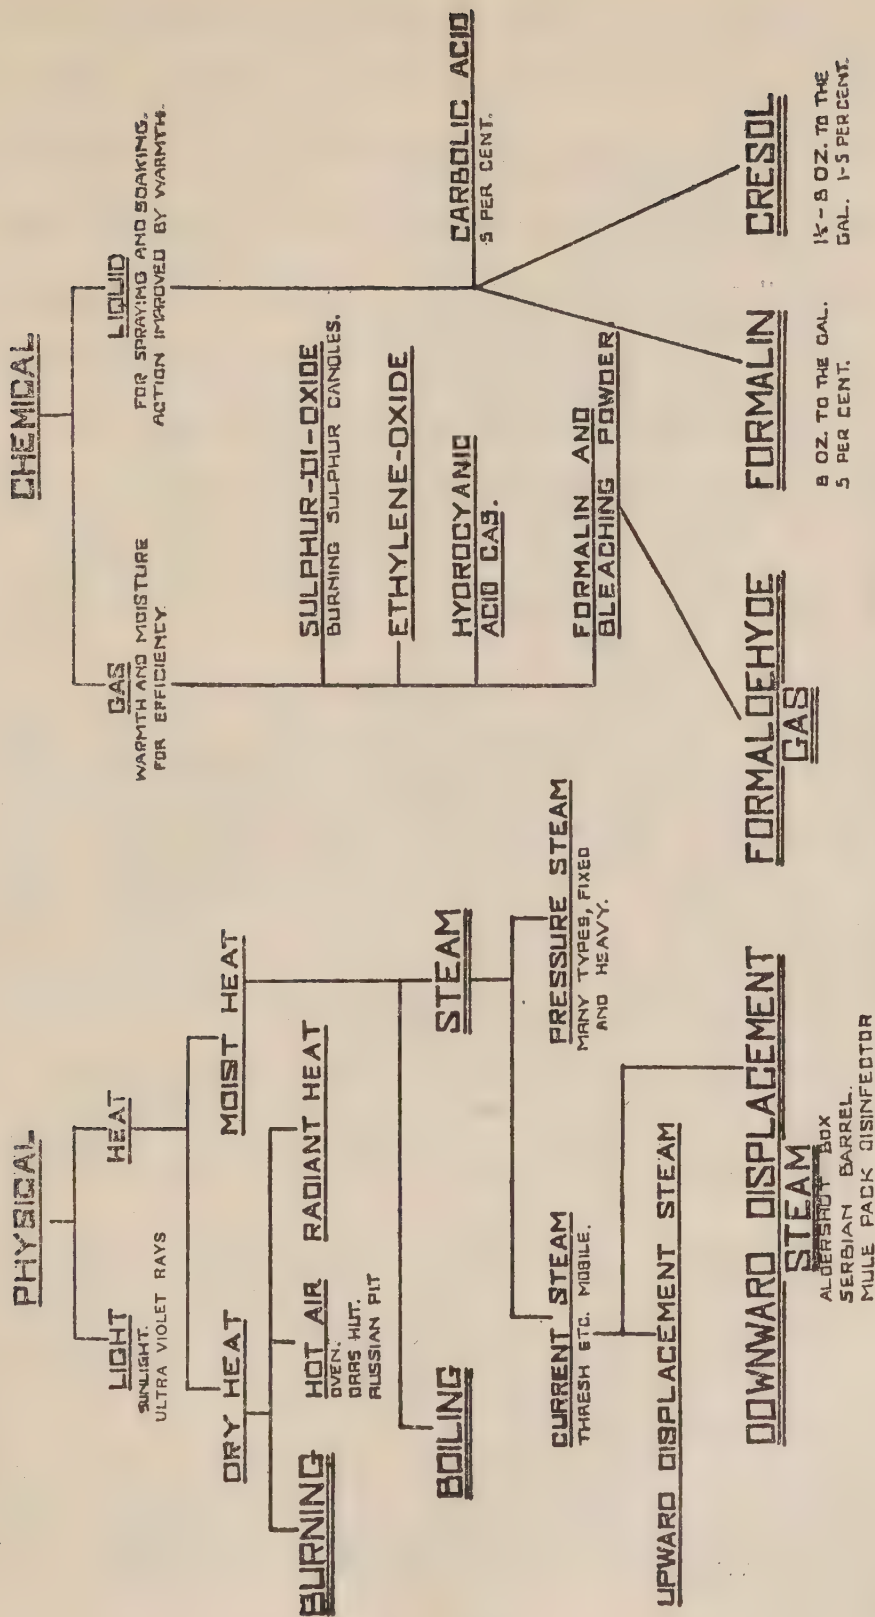 PHYSICAL
LIGHT
SUNLIGHT.
ULTRA VIOLET RAYS
HEAT
DRY HEAT
MOIST HEAT
BURNING
HOT AIR
OVEN.
ORRS HUT.
RUSSIAN PIT
RADIANT HEAT
BOILING
STEAM
CURRENT STEAM
THRESH ETC. MOBILE.
PRESSURE STEAM
MANY TYPES, FIXED
AND HEAVY.
UPWARD DISPLACEMENT STEAM
DOWNWARD DISPLACEMENT
STEAM
ALDERSHOT BOX
SERBIAN BARREL.
MULE PACK DISINFECTOR
CHEMICAL
GAS
WARMTH AND MOISTURE
FOR EFFICIENCY.
LIQUID
FOR SPRAYING AND SOAKING.
ACTION IMPROVED BY WARMTH.
SULPHUR-DI-OXIDE
BURNING SULPHUR CANDLES.
ETHYLENE-OXIDE
HYDROCYANIC
ACID GAS.
FORMALIN AND
BLEACHING POWDER
CARBOLIC ACID
5 PER CENT.
FORMALDEHYDE
GAS
FORMALIN
8 OZ. TO THE GAL.
5 PER CENT.
CRESOL
8 OZ. TO THE
GAL. 1-5 PER CENT.